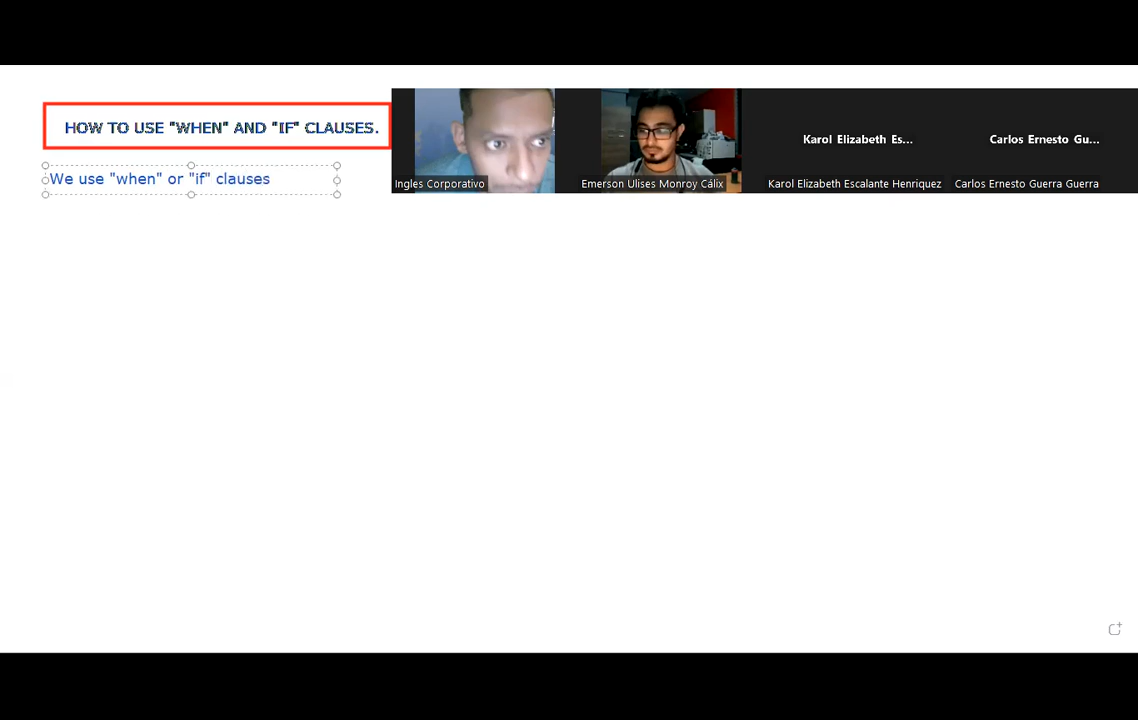 HOW TO USE "WHEN" AND "IF" CLAUSES.
We use "when" or "if" clauses
Karol Elizabeth Es...
Carlos Ernesto Gu...
Ingles Corporativo
Emerson Ulises Monroy Cálix
Karol Elizabeth Escalante Henriquez
Carlos Ernesto Guerra Guerra